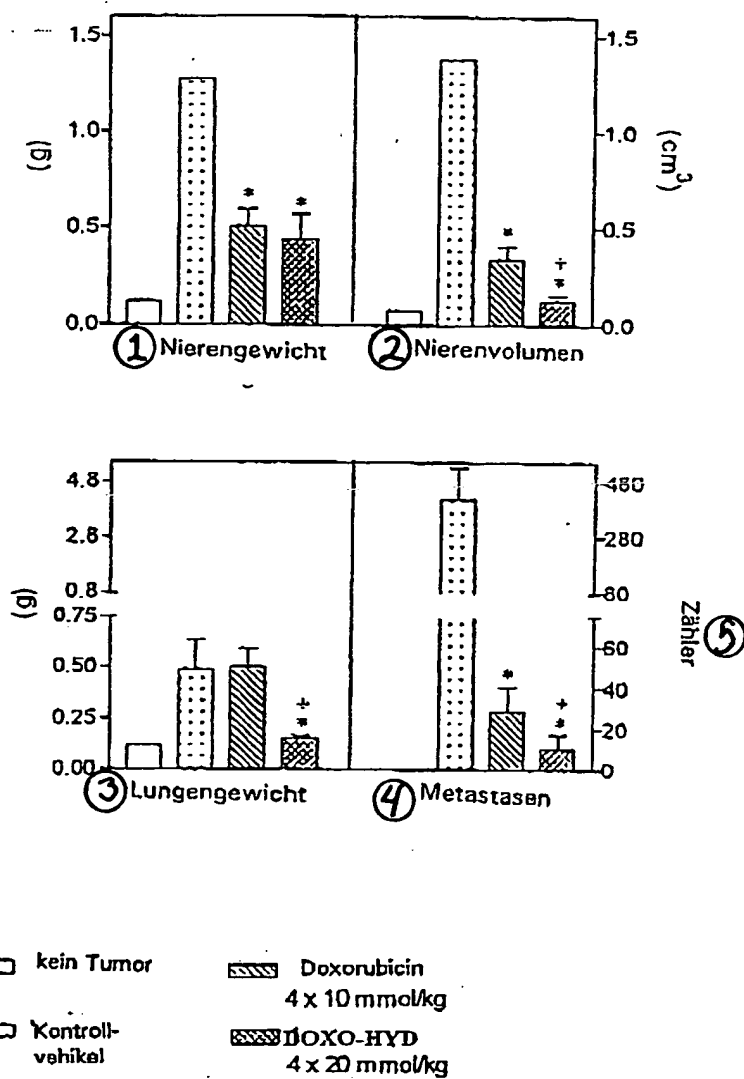 1.5
1.0
0.5
0.0
(g)
* *
1.5
1.0
0.5
0.0
(cm3)
*
+
*
1 Nierengewicht
2 Nierenvolumen
4.8
2.8
0.8
0.75
0.50
0.25
0.00
(g)
+
*
480
280
80
60
40
20
0
Zähler
5
*
+
*
3 Lungengewicht
4 Metastasen
kein Tumor
Doxorubicin
4 x 10 mmol/kg
Kontroll-
vehikel
DOXO-HYD
4 x 20 mmol/kg